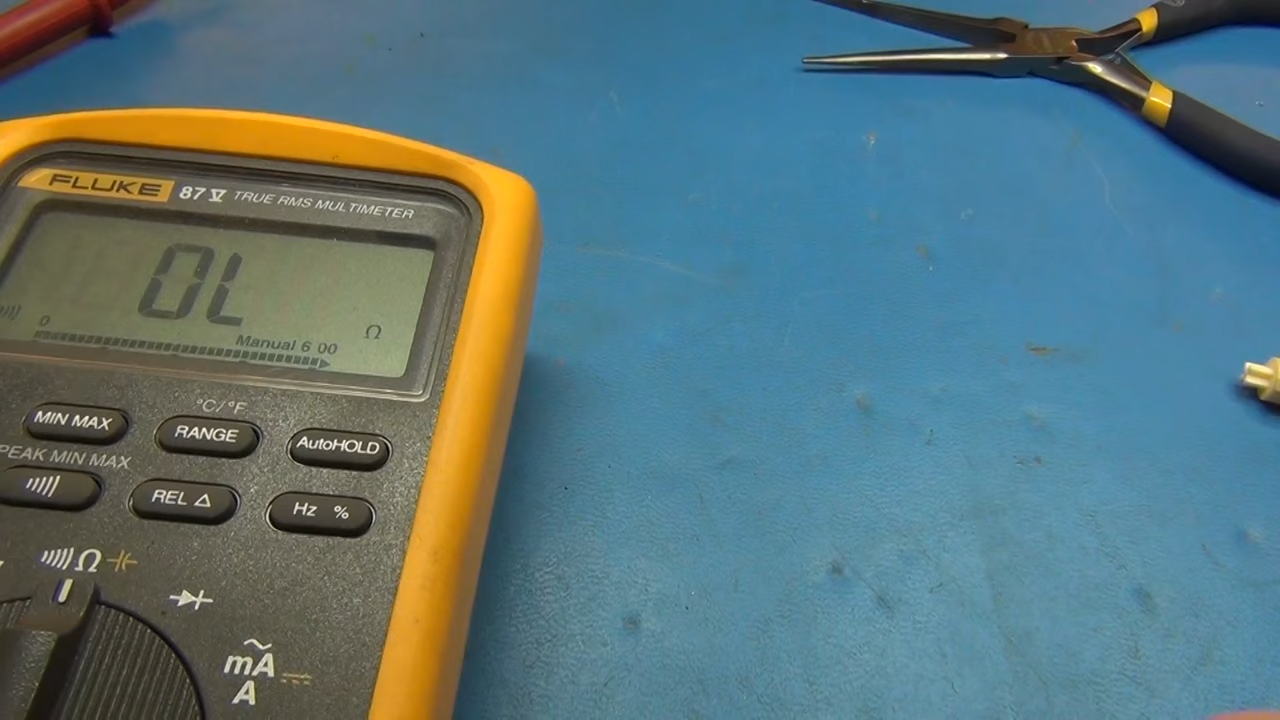 FLUKE 87 V TRUE RMS MULTIMETER
OL
0 Manual 6 00 Ω
°C/°F
MIN MAX RANGE AutoHOLD
PEAK MIN MAX
REL Δ Hz %
Ω
mA
A